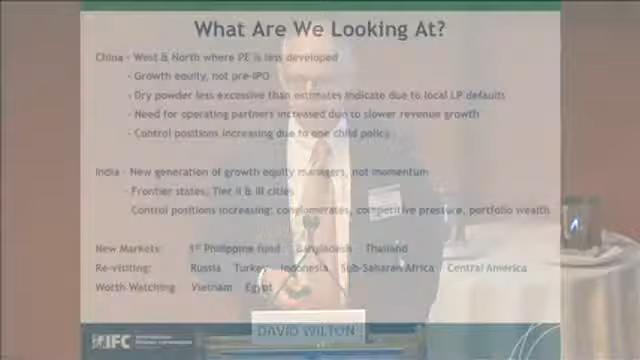 What Are We Looking At?
China - West & North where PE is less developed
- Growth equity, not pre-IPO
- Dry powder less excessive than estimates indicate due to local LP defaults
- Need for operating partners increased due to slower revenue growth
- Control positions increasing due to one child policy
India - New generation of growth equity managers, not momentum
- Frontier states, Tier II & III cities
Control positions increasing: conglomerates, competitive pressure, portfolio wealth
New Markets: 1st Philippine fund Bangladesh Thailand
Re-visiting: Russia Turkey Indonesia Sub-Saharan Africa Central America
Worth Watching Vietnam Egypt
DAVID WILTON
IFC